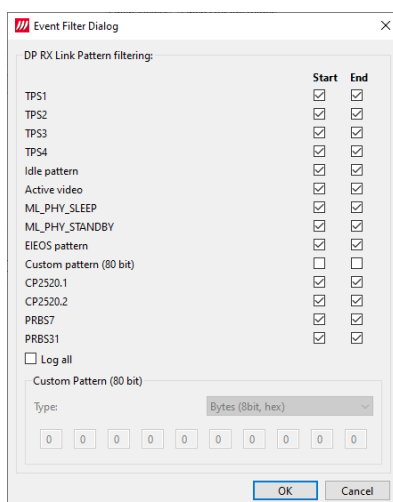 Event Filter Dialog
DP RX Link Pattern filtering:
Start End
TPS1
TPS2
TPS3
TPS4
Idle pattern
Active video
ML_PHY_SLEEP
ML_PHY_STANDBY
EIEOS pattern
Custom pattern (80 bit)
CP2520.1
CP2520.2
PRBS7
PRBS31
Log all
Custom Pattern (80 bit)
Type: Bytes (8bit, hex)
0 0 0 0 0 0 0 0 0 0
OK Cancel